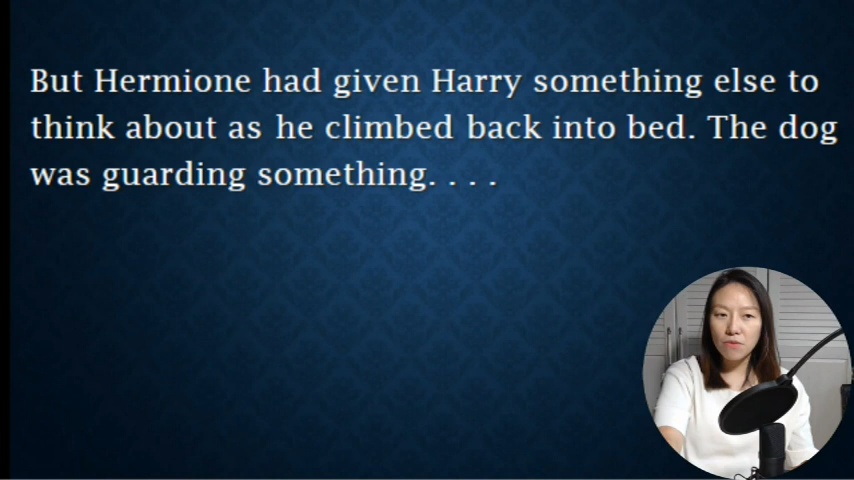 But Hermione had given Harry something else to
think about as he climbed back into bed. The dog
was guarding something. . . .